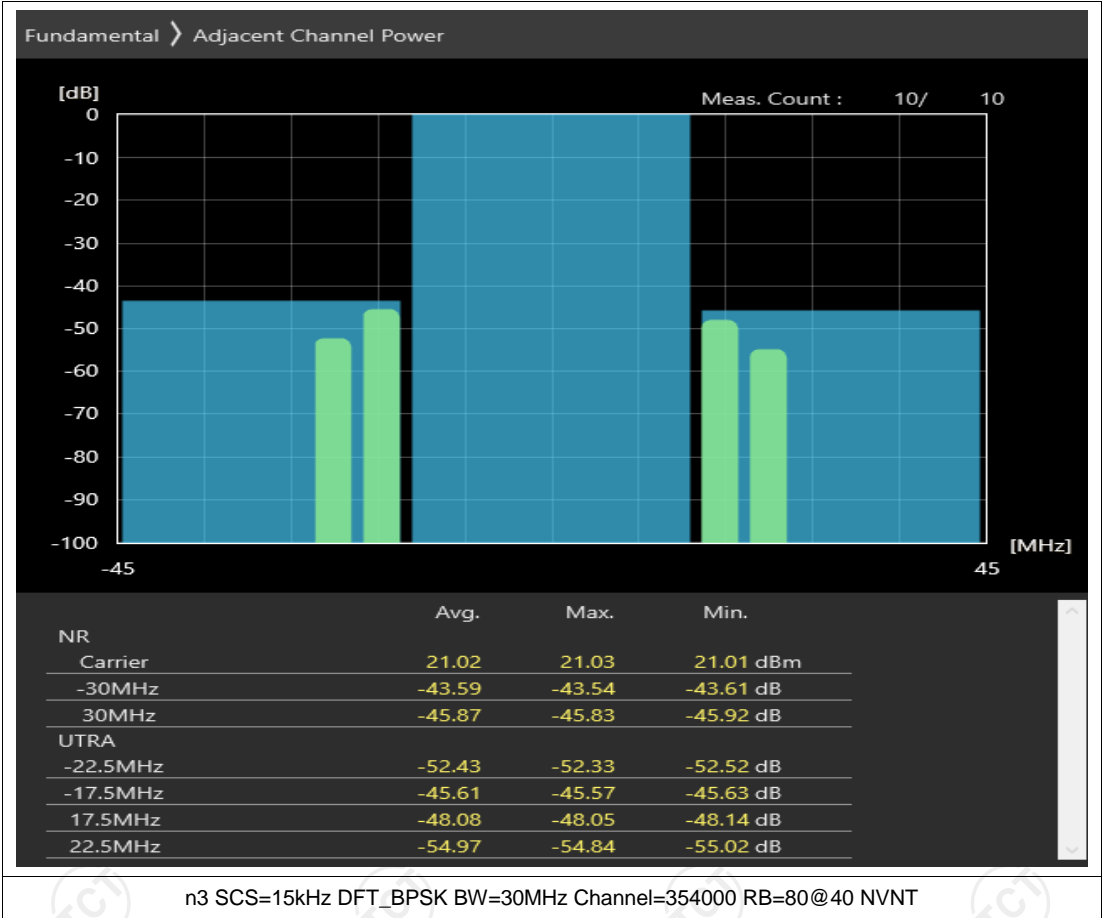 Fundamental 〉 Adjacent Channel Power
[dB]
Meas. Count : 10/ 10
0
-10
-20
-30
-40
-50
-60
-70
-80
-90
-100
[MHz]
-45 45
Avg. Max. Min.
NR
Carrier 21.02 21.03 21.01 dBm
-30MHz -43.59 -43.54 -43.61 dB
30MHz -45.87 -45.83 -45.92 dB
UTRA
-22.5MHz -52.43 -52.33 -52.52 dB
-17.5MHz -45.61 -45.57 -45.63 dB
17.5MHz -48.08 -48.05 -48.14 dB
22.5MHz -54.97 -54.84 -55.02 dB
n3 SCS=15kHz DFT_BPSK BW=30MHz Channel=354000 RB=80@40 NVNT
TCT TCT TCT TCT TCT